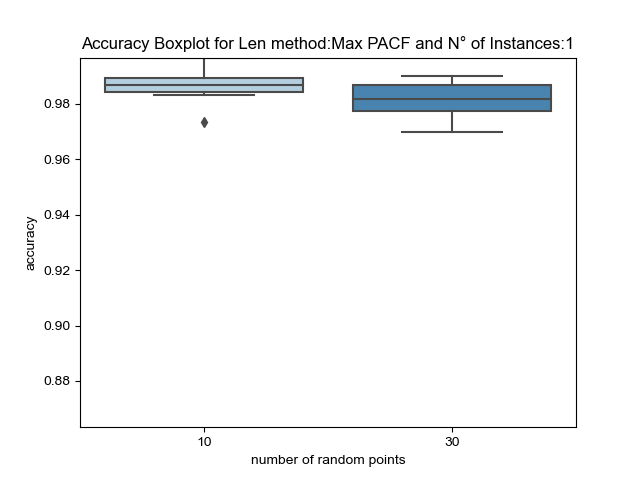 Accuracy Boxplot for Len method:Max PACF and N° of Instances:1
0.98
0.96
0.94
0.92
0.90
0.88
accuracy
10
30
number of random points